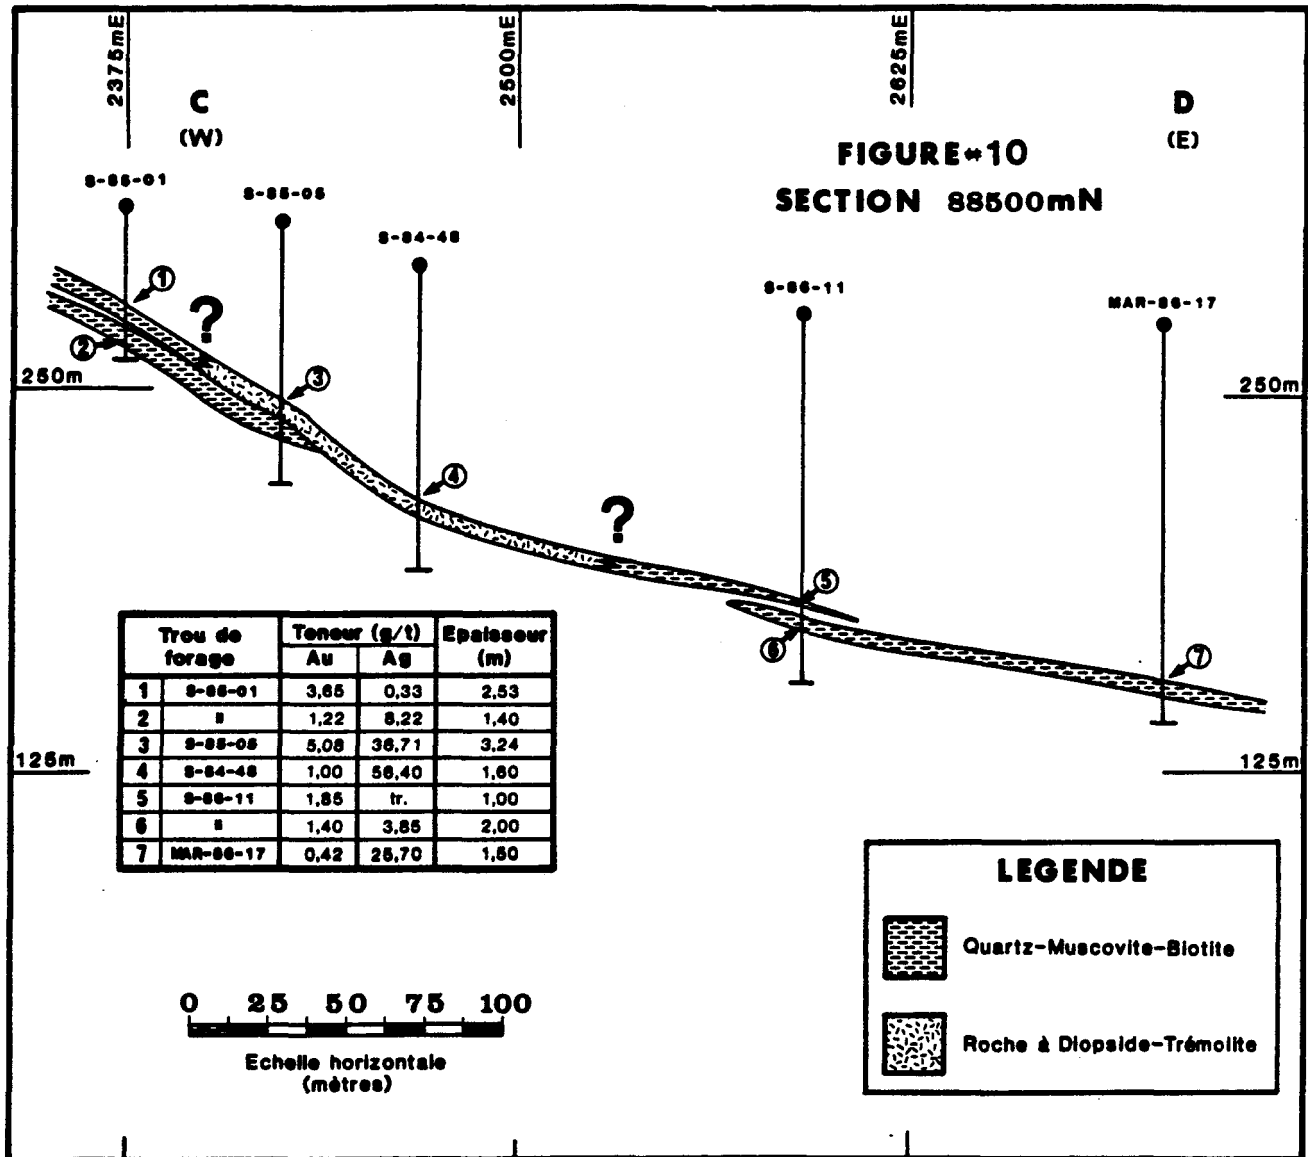 2375mE
2500mE
2625mE
C
(W)
D
(E)
FIGURE#10
SECTION 88500mN
S-86-01
S-85-05
S-84-48
S-86-11
MAR-86-17
1
2
?
3
4
?
5
6
7
250m
250m
125m
125m
Trou de forage Teneur (g/t) Epaisseur (m)
Au Ag
1 S-86-01 3,65 0,33 2,53
2 " 1,22 8,22 1,40
3 S-85-05 5,08 36,71 3,24
4 S-84-48 1,00 56,40 1,60
5 S-86-11 1,85 tr. 1,00
6 " 1,40 3,85 2,00
7 MAR-86-17 0,42 25,70 1,50
LEGENDE
Quartz-Muscovite-Biotite
Roche à Diopside-Trémolite
0 25 50 75 100
Echelle horizontale
(mètres)